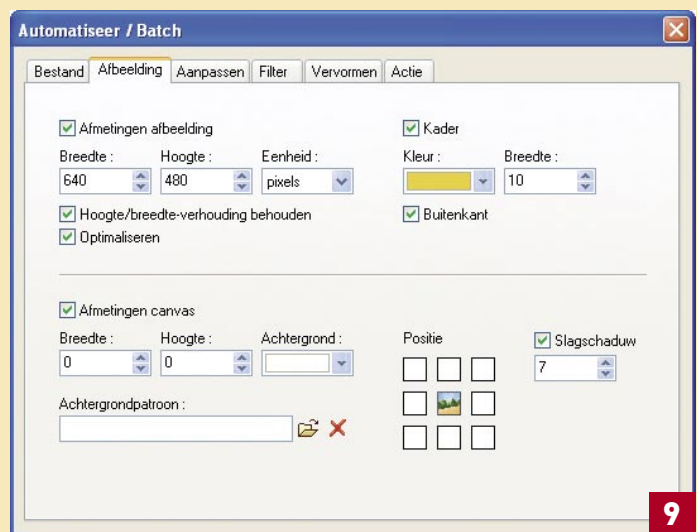 Automatiseer / Batch
Bestand Afbeelding Aanpassen Filter Vervormen Actie
Afmetingen afbeelding Kader
Breedte : Hoogte : Eenheid : Kleur : Breedte :
640 480 pixels 10
Hoogte/breedte-verhouding behouden Buitenkant
Optimaliseren
Afmetingen canvas
Breedte : Hoogte : Achtergrond : Positie Slagschaduw
0 0 7
Achtergrondpatroon :
9